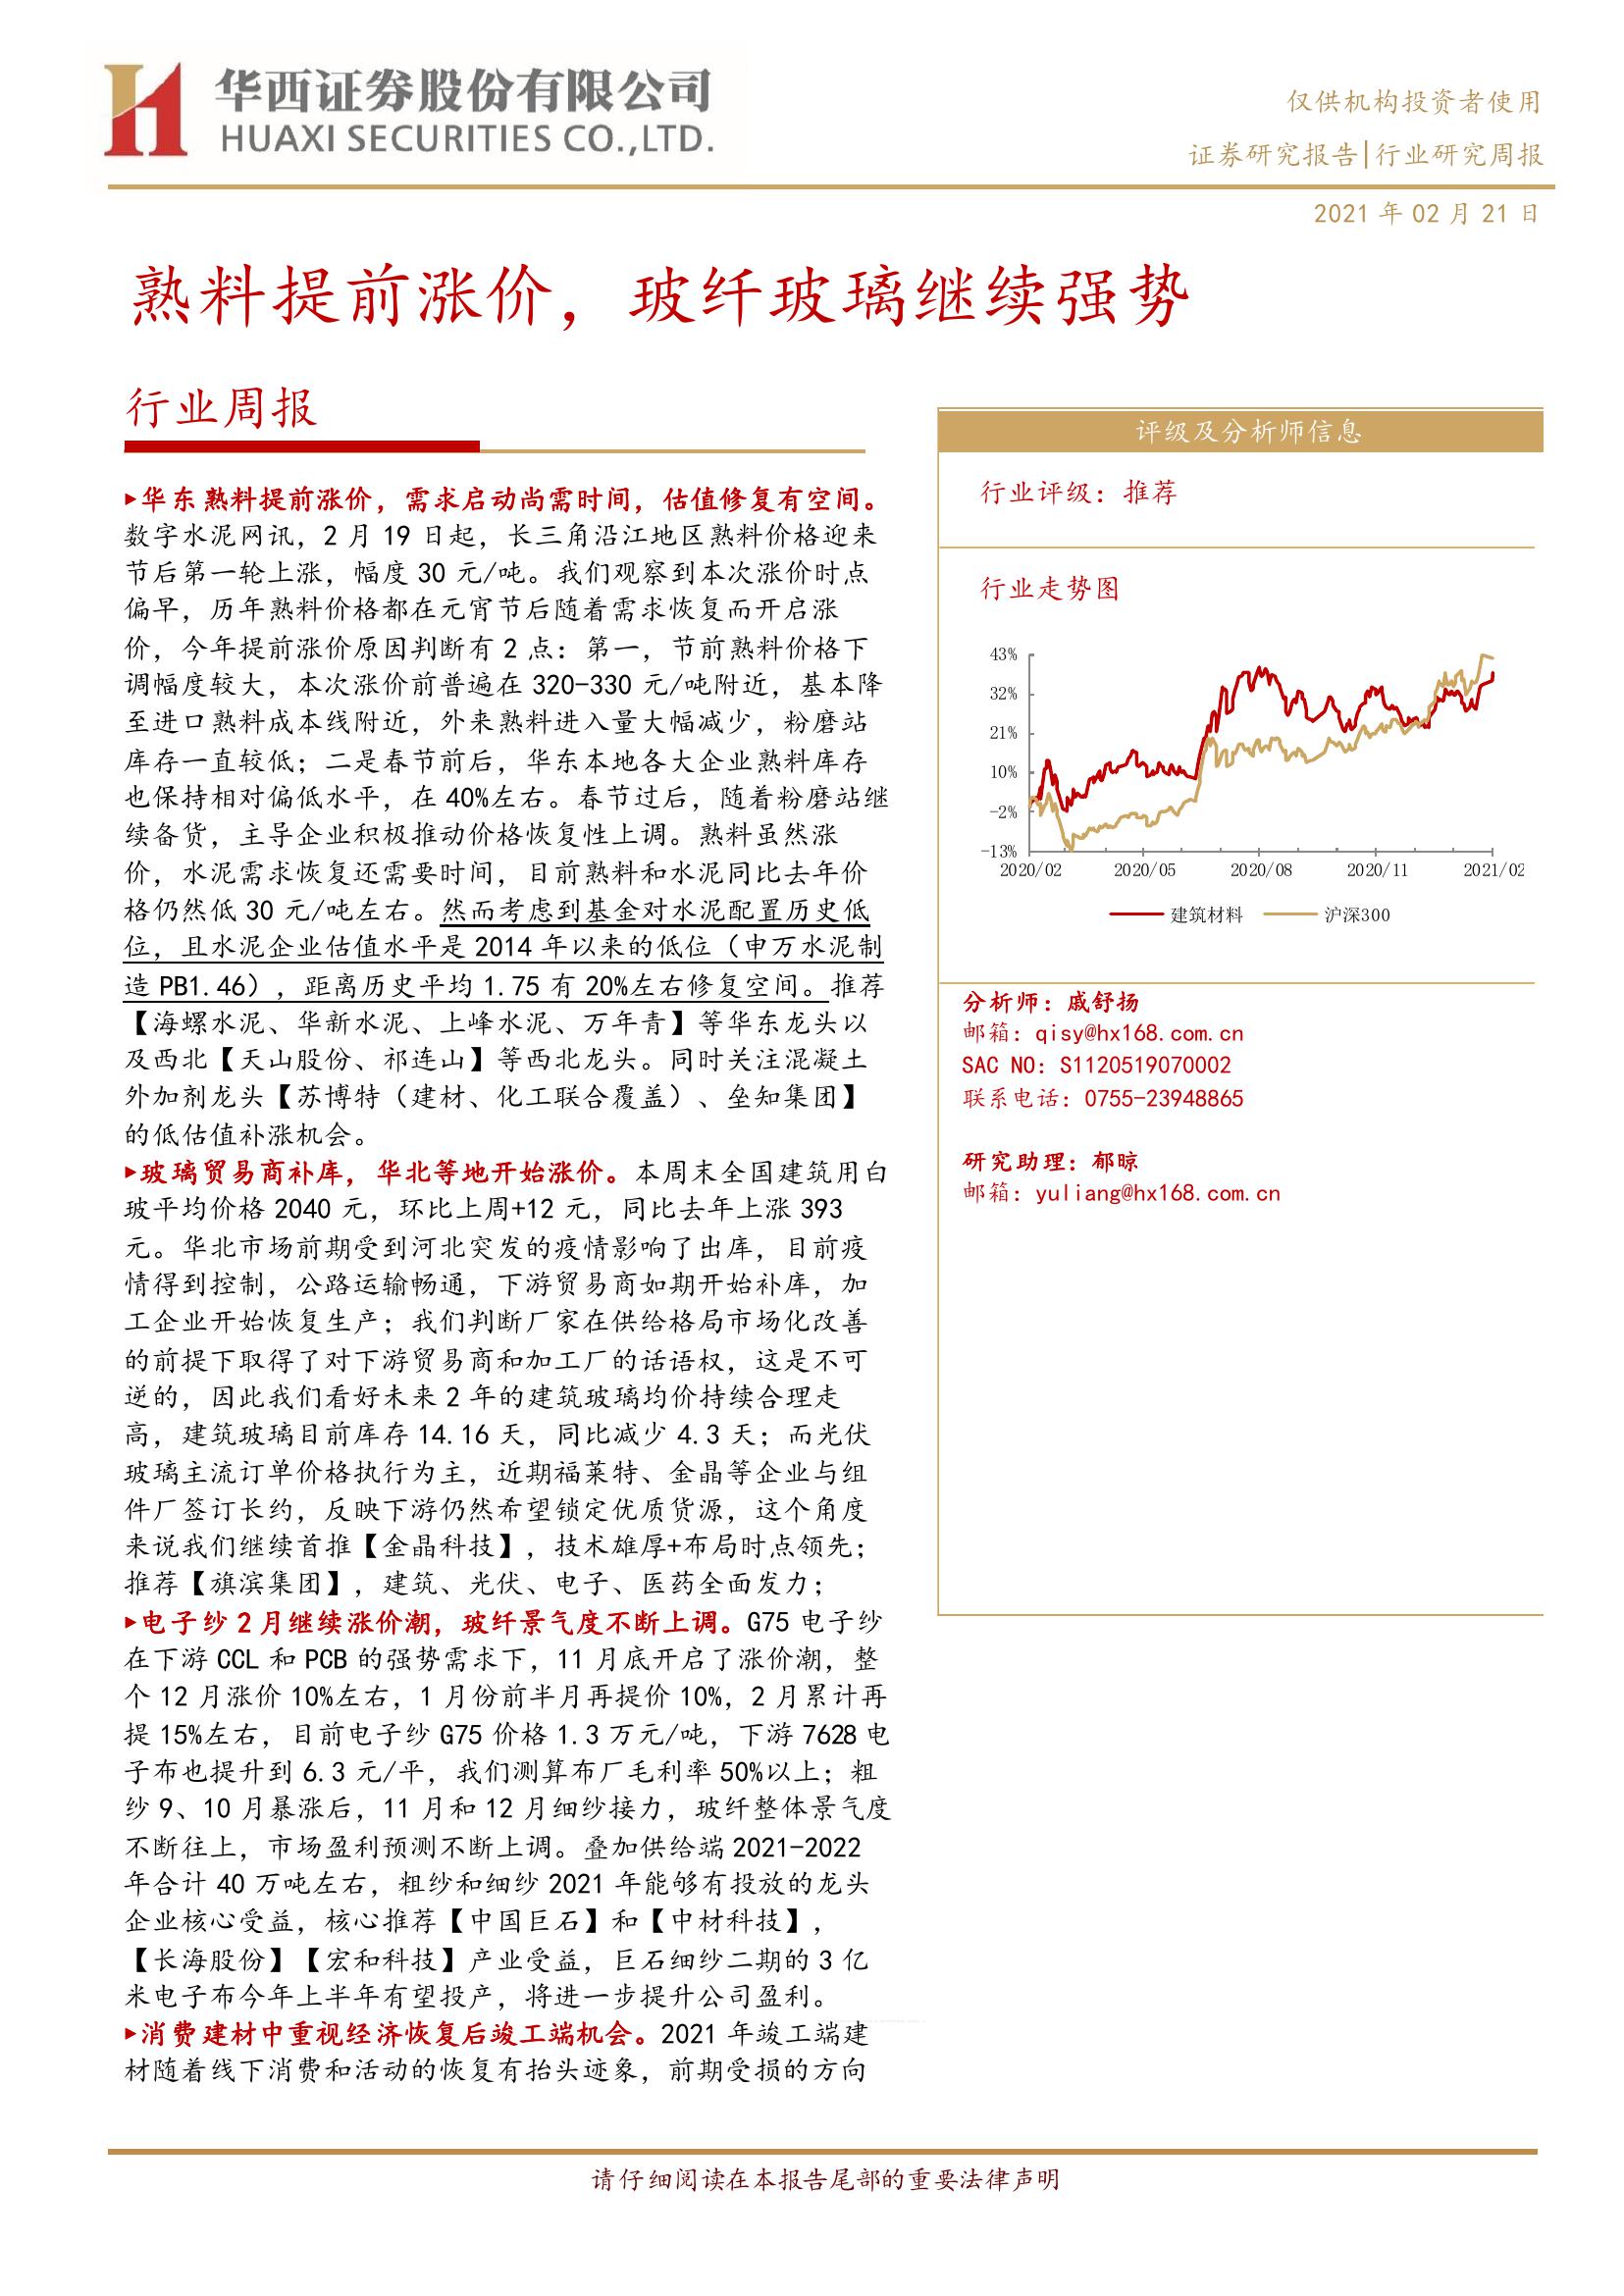 华西证券股份有限公司
HUAXI SECURITIES CO.,LTD.
仅供机构投资者使用
证券研究报告|行业研究周报
2021 年 02 月 21 日
熟料提前涨价，玻纤玻璃继续强势
行业周报
▸华东熟料提前涨价，需求启动尚需时间，估值修复有空间。
数字水泥网讯，2 月 19 日起，长三角沿江地区熟料价格迎来
节后第一轮上涨，幅度 30 元/吨。我们观察到本次涨价时点
偏早，历年熟料价格都在元宵节后随着需求恢复而开启涨
价，今年提前涨价原因判断有 2 点：第一，节前熟料价格下
调幅度较大，本次涨价前普遍在 320-330 元/吨附近，基本降
至进口熟料成本线附近，外来熟料进入量大幅减少，粉磨站
库存一直较低；二是春节前后，华东本地各大企业熟料库存
也保持相对偏低水平，在 40%左右。春节过后，随着粉磨站继
续备货，主导企业积极推动价格恢复性上调。熟料虽然涨
价，水泥需求恢复还需要时间，目前熟料和水泥同比去年价
格仍然低 30 元/吨左右。然而考虑到基金对水泥配置历史低
位，且水泥企业估值水平是 2014 年以来的低位（申万水泥制
造 PB1.46），距离历史平均 1.75 有 20%左右修复空间。推荐
【海螺水泥、华新水泥、上峰水泥、万年青】等华东龙头以
及西北【天山股份、祁连山】等西北龙头。同时关注混凝土
外加剂龙头【苏博特（建材、化工联合覆盖）、垒知集团】
的低估值补涨机会。
▸玻璃贸易商补库，华北等地开始涨价。本周末全国建筑用白
玻平均价格 2040 元，环比上周+12 元，同比去年上涨 393
元。华北市场前期受到河北突发的疫情影响了出库，目前疫
情得到控制，公路运输畅通，下游贸易商如期开始补库，加
工企业开始恢复生产；我们判断厂家在供给格局市场化改善
的前提下取得了对下游贸易商和加工厂的话语权，这是不可
逆的，因此我们看好未来 2 年的建筑玻璃均价持续合理走
高，建筑玻璃目前库存 14.16 天，同比减少 4.3 天；而光伏
玻璃主流订单价格执行为主，近期福莱特、金晶等企业与组
件厂签订长约，反映下游仍然希望锁定优质货源，这个角度
来说我们继续首推【金晶科技】，技术雄厚+布局时点领先；
推荐【旗滨集团】，建筑、光伏、电子、医药全面发力；
▸电子纱 2 月继续涨价潮，玻纤景气度不断上调。G75 电子纱
在下游 CCL 和 PCB 的强势需求下，11 月底开启了涨价潮，整
个 12 月涨价 10%左右，1 月份前半月再提价 10%，2 月累计再
提 15%左右，目前电子纱 G75 价格 1.3 万元/吨，下游 7628 电
子布也提升到 6.3 元/平，我们测算布厂毛利率 50%以上；粗
纱 9、10 月暴涨后，11 月和 12 月细纱接力，玻纤整体景气度
不断往上，市场盈利预测不断上调。叠加供给端 2021-2022
年合计 40 万吨左右，粗纱和细纱 2021 年能够有投放的龙头
企业核心受益，核心推荐【中国巨石】和【中材科技】，
【长海股份】【宏和科技】产业受益，巨石细纱二期的 3 亿
米电子布今年上半年有望投产，将进一步提升公司盈利。
▸消费建材中重视经济恢复后竣工端机会。2021 年竣工端建
材随着线下消费和活动的恢复有抬头迹象，前期受损的方向
评级及分析师信息
行业评级：推荐
行业走势图
43%
32%
21%
10%
-2%
-13%
2020/02 2020/05 2020/08 2020/11 2021/02
建筑材料 沪深300
分析师：戚舒扬
邮箱：qisy@hx168.com.cn
SAC NO：S1120519070002
联系电话：0755-23948865
研究助理：郁晾
邮箱：yuliang@hx168.com.cn
请仔细阅读在本报告尾部的重要法律声明